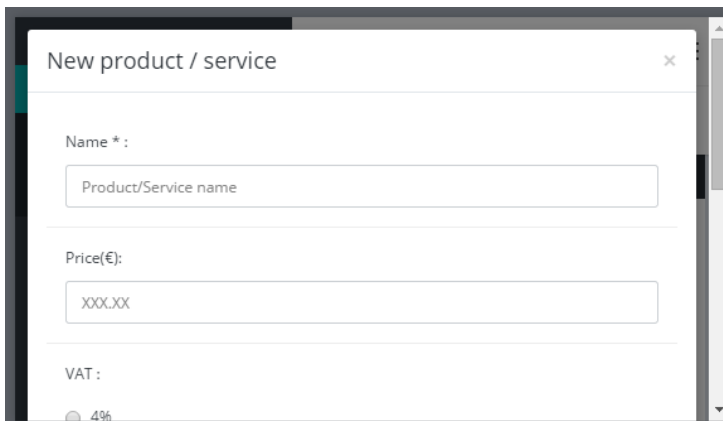 New product / service
×
Name * :
Product/Service name
Price(€):
XXX.XX
VAT :
4%